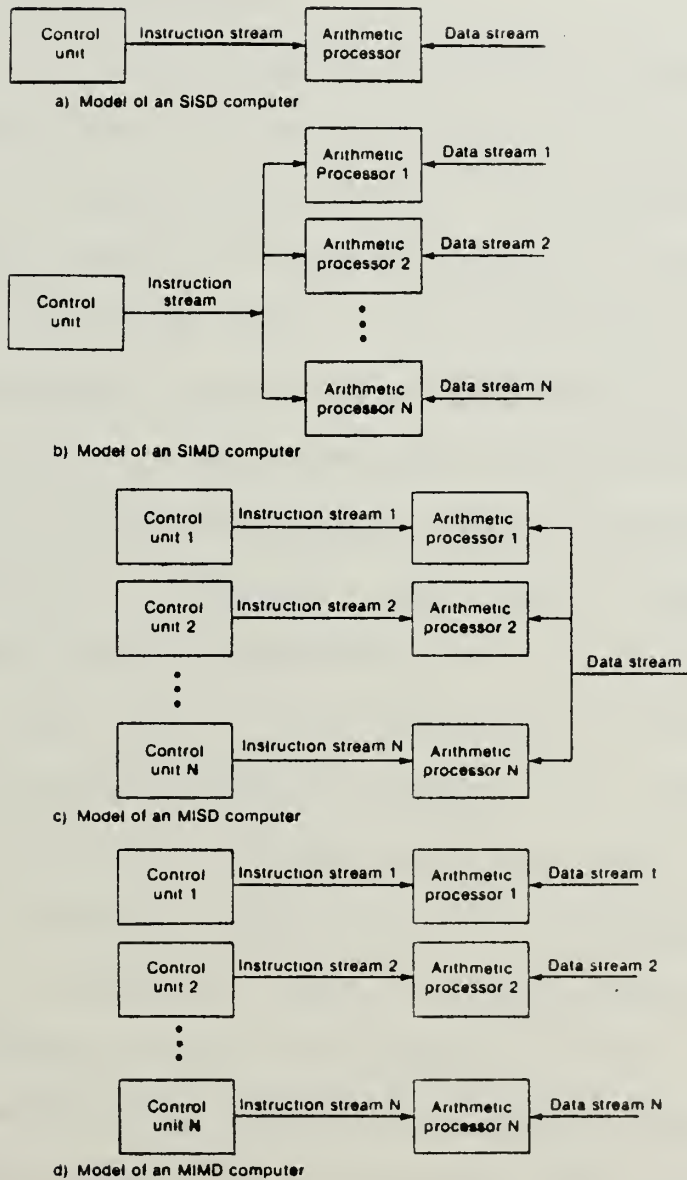 Control unit
Instruction stream
Arithmetic processor
Data stream
a) Model of an SISD computer
Arithmetic Processor 1
Data stream 1
Arithmetic processor 2
Data stream 2
Control unit
Instruction stream
Arithmetic processor N
Data stream N
b) Model of an SIMD computer
Control unit 1
Instruction stream 1
Arithmetic processor 1
Control unit 2
Instruction stream 2
Arithmetic processor 2
Data stream
Control unit N
Instruction stream N
Arithmetic processor N
c) Model of an MISD computer
Control unit 1
Instruction stream 1
Arithmetic processor 1
Data stream 1
Control unit 2
Instruction stream 2
Arithmetic processor 2
Data stream 2
Control unit N
Instruction stream N
Arithmetic processor N
Data stream N
d) Model of an MIMD computer